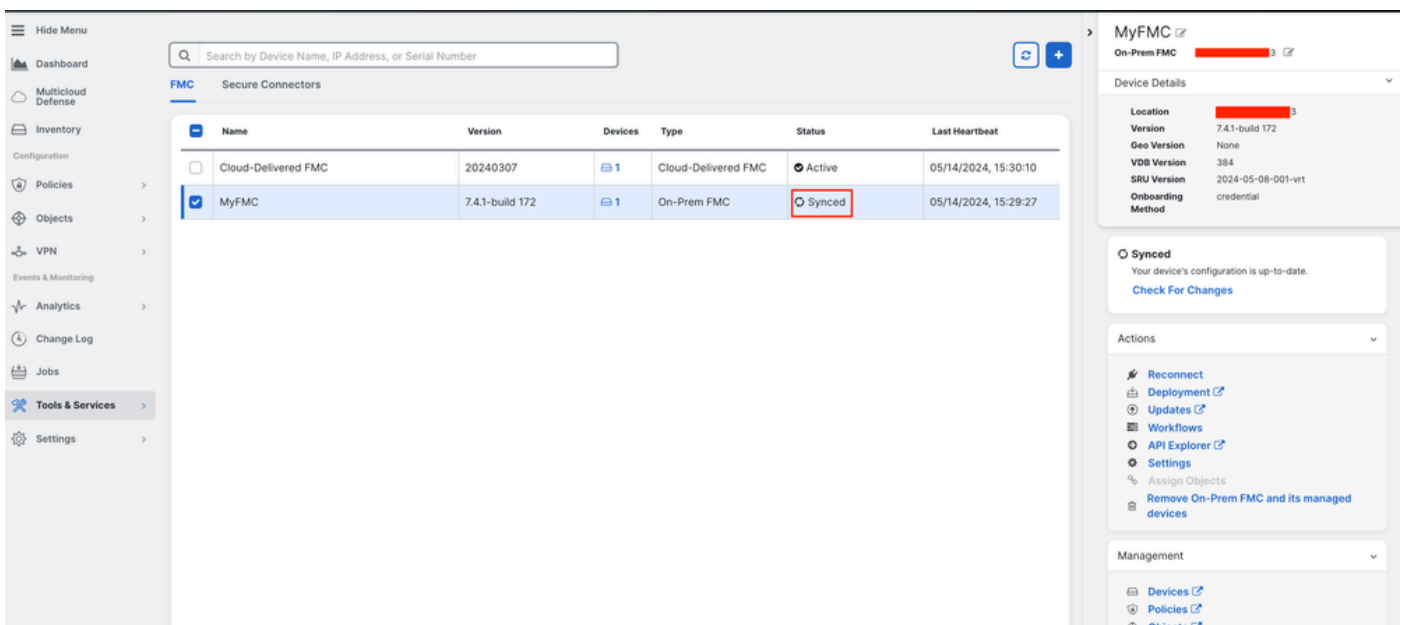 Hide Menu
Dashboard
Multicloud
Defense
Inventory
Configuration
Policies
Objects
VPN
Events & Monitoring
Analytics
Change Log
Jobs
Tools & Services
Settings
Search by Device Name, IP Address, or Serial Number
FMC Secure Connectors
Name Version Devices Type Status Last Heartbeat
Cloud-Delivered FMC 20240307 1 Cloud-Delivered FMC Active 05/14/2024, 15:30:10
MyFMC 7.4.1-build 172 1 On-Prem FMC Synced 05/14/2024, 15:29:27
MyFMC
On-Prem FMC 3
Device Details
Location 3
Version 7.4.1-build 172
Geo Version None
VDB Version 384
SRU Version 2024-05-08-001-vrt
Onboarding credential
Method
Synced
Your device's configuration is up-to-date.
Check For Changes
Actions
Reconnect
Deployment
Updates
Workflows
API Explorer
Settings
Assign Objects
Remove On-Prem FMC and its managed
devices
Management
Devices
Policies